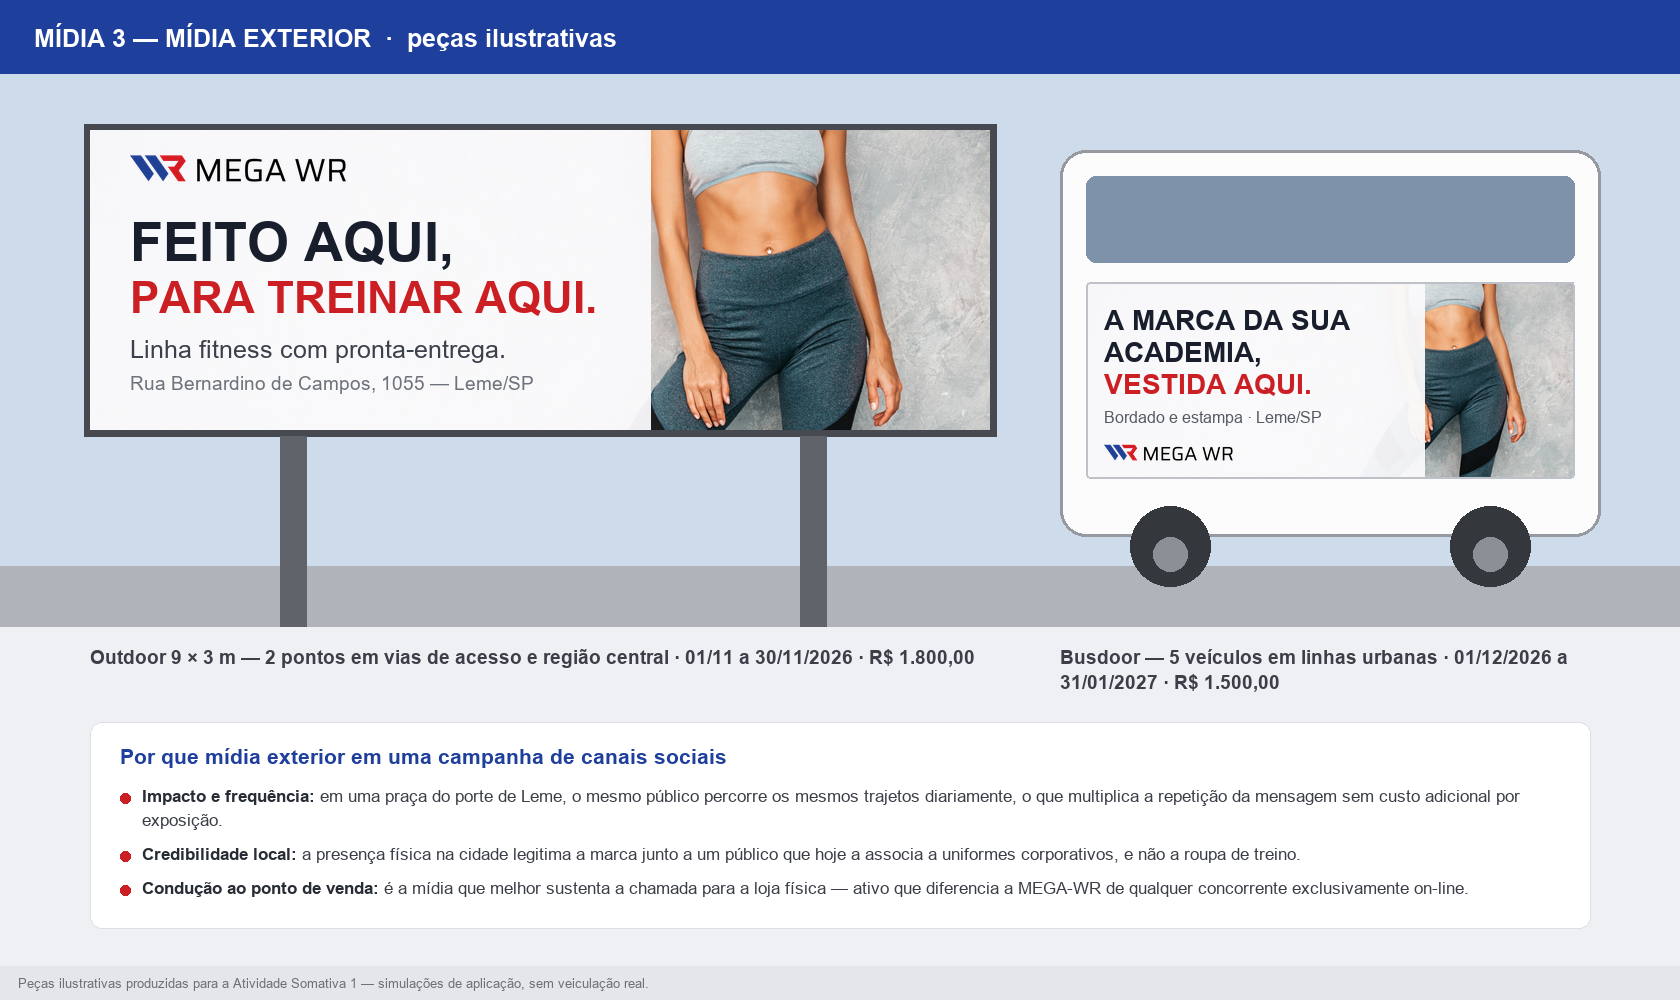 MÍDIA 3 — MÍDIA EXTERIOR · peças ilustrativas
WR MEGA WR
FEITO AQUI,
PARA TREINAR AQUI.
Linha fitness com pronta-entrega.
Rua Bernardino de Campos, 1055 — Leme/SP
A MARCA DA SUA
ACADEMIA,
VESTIDA AQUI.
Bordado e estampa · Leme/SP
WR MEGA WR
Outdoor 9 × 3 m — 2 pontos em vias de acesso e região central · 01/11 a 30/11/2026 · R$ 1.800,00
Busdoor — 5 veículos em linhas urbanas · 01/12/2026 a
31/01/2027 · R$ 1.500,00
Por que mídia exterior em uma campanha de canais sociais
Impacto e frequência: em uma praça do porte de Leme, o mesmo público percorre os mesmos trajetos diariamente, o que multiplica a repetição da mensagem sem custo adicional por
exposição.
Credibilidade local: a presença física na cidade legitima a marca junto a um público que hoje a associa a uniformes corporativos, e não a roupa de treino.
Condução ao ponto de venda: é a mídia que melhor sustenta a chamada para a loja física — ativo que diferencia a MEGA-WR de qualquer concorrente exclusivamente on-line.
Peças ilustrativas produzidas para a Atividade Somativa 1 — simulações de aplicação, sem veiculação real.